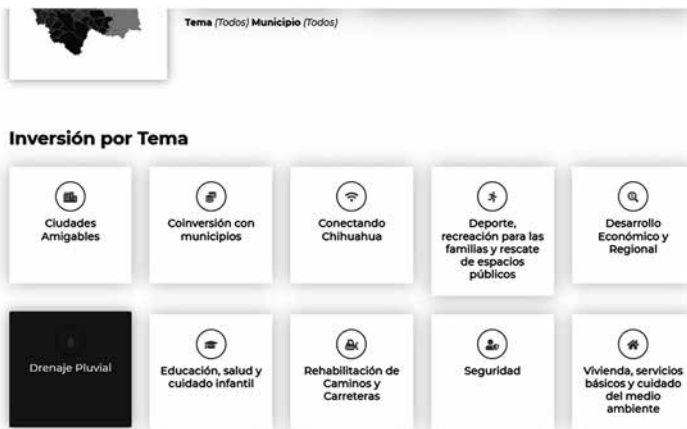 Tema (Todos) Municipio (Todos)
Inversión por Tema
Ciudades
Amigables
Coinversión con
municipios
Conectando
Chihuahua
Deporte,
recreación para las
familias y rescate
de espacios
públicos
Desarrollo
Económico y
Regional
Drenaje Pluvial
Educación, salud y
cuidado infantil
Rehabilitación de
Caminos y
Carreteras
Seguridad
Vivienda, servicios
básicos y cuidado
del medio
ambiente